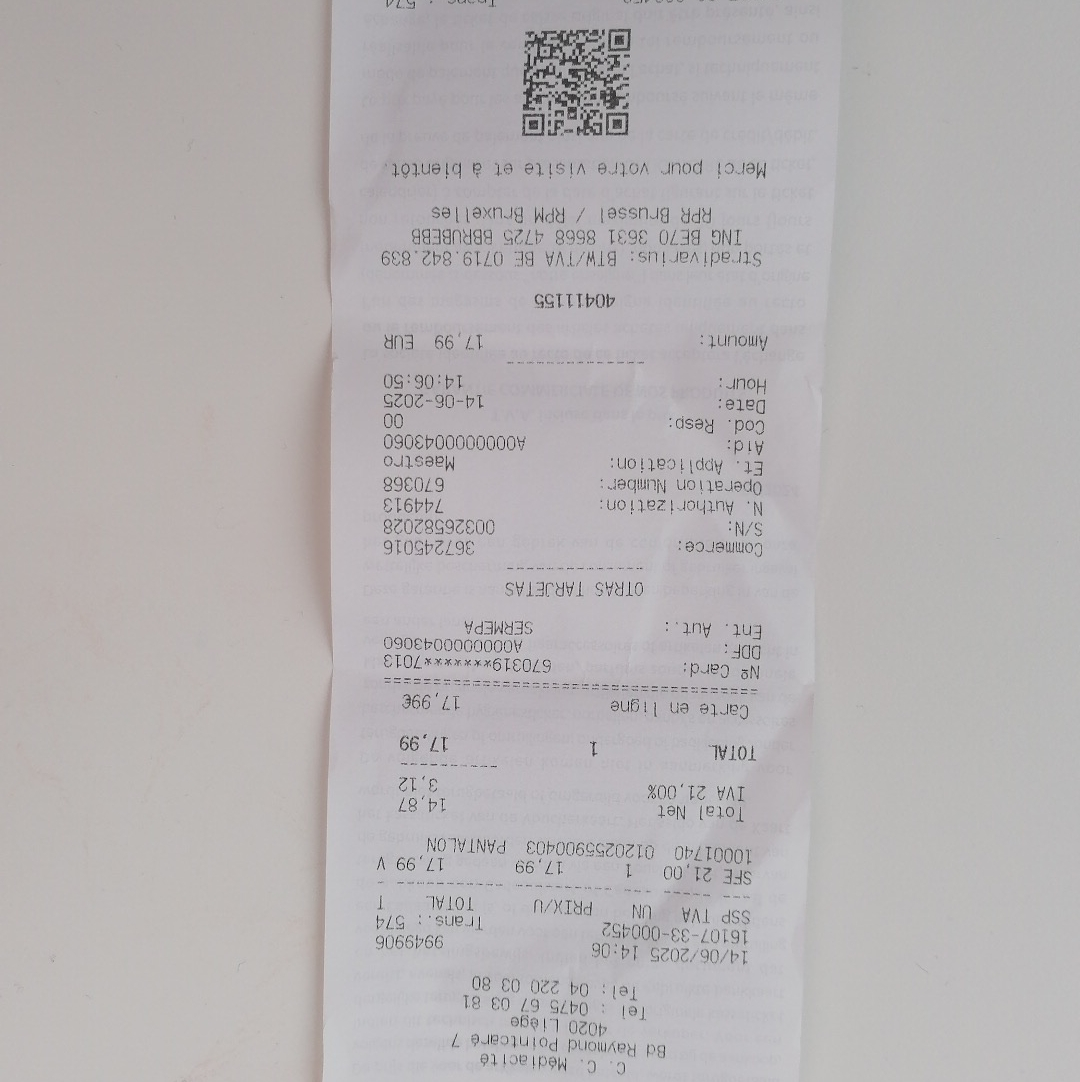 C. C. Médiacité
Bd Raymond Pointcaré 7
4020 Liège
Tel : 0475 67 03 81
Tel: 04 220 03 80
14/06/2025 14:06 9949906
16107-33-000452 Trans.: 574
SSP TVA UN PRIX/U TOTAL T
SFE 21,00 1 17,99 17,99 V
10001740 0120255900403 PANTALON
Total Net 14,87
IVA 21,00% 3,12
TOTAL 1 17,99
Carte en ligne 17,99€
Nº Card: 670319*********7013
DDF: A0000000043060
Ent. Aut.: SERMEPA
OTRAS TARJETAS
Commerce: 367245016
S/N: 00326582028
N. Authorization: 744913
Operation Number: 670368
Et. Application: Maestro
Aid: A0000000043060
Cod. Resp: 00
Date: 14-06-2025
Hour: 14:06:50
Amount: 17,99 EUR
40411155
Stradivarius: BTW/TVA BE 0719.842.839
ING BE70 3631 8668 4725 BBRUBEBB
RPR Brussel / RPM Bruxelles
Merci pour votre visite et à bientôt.
Trans.: 574